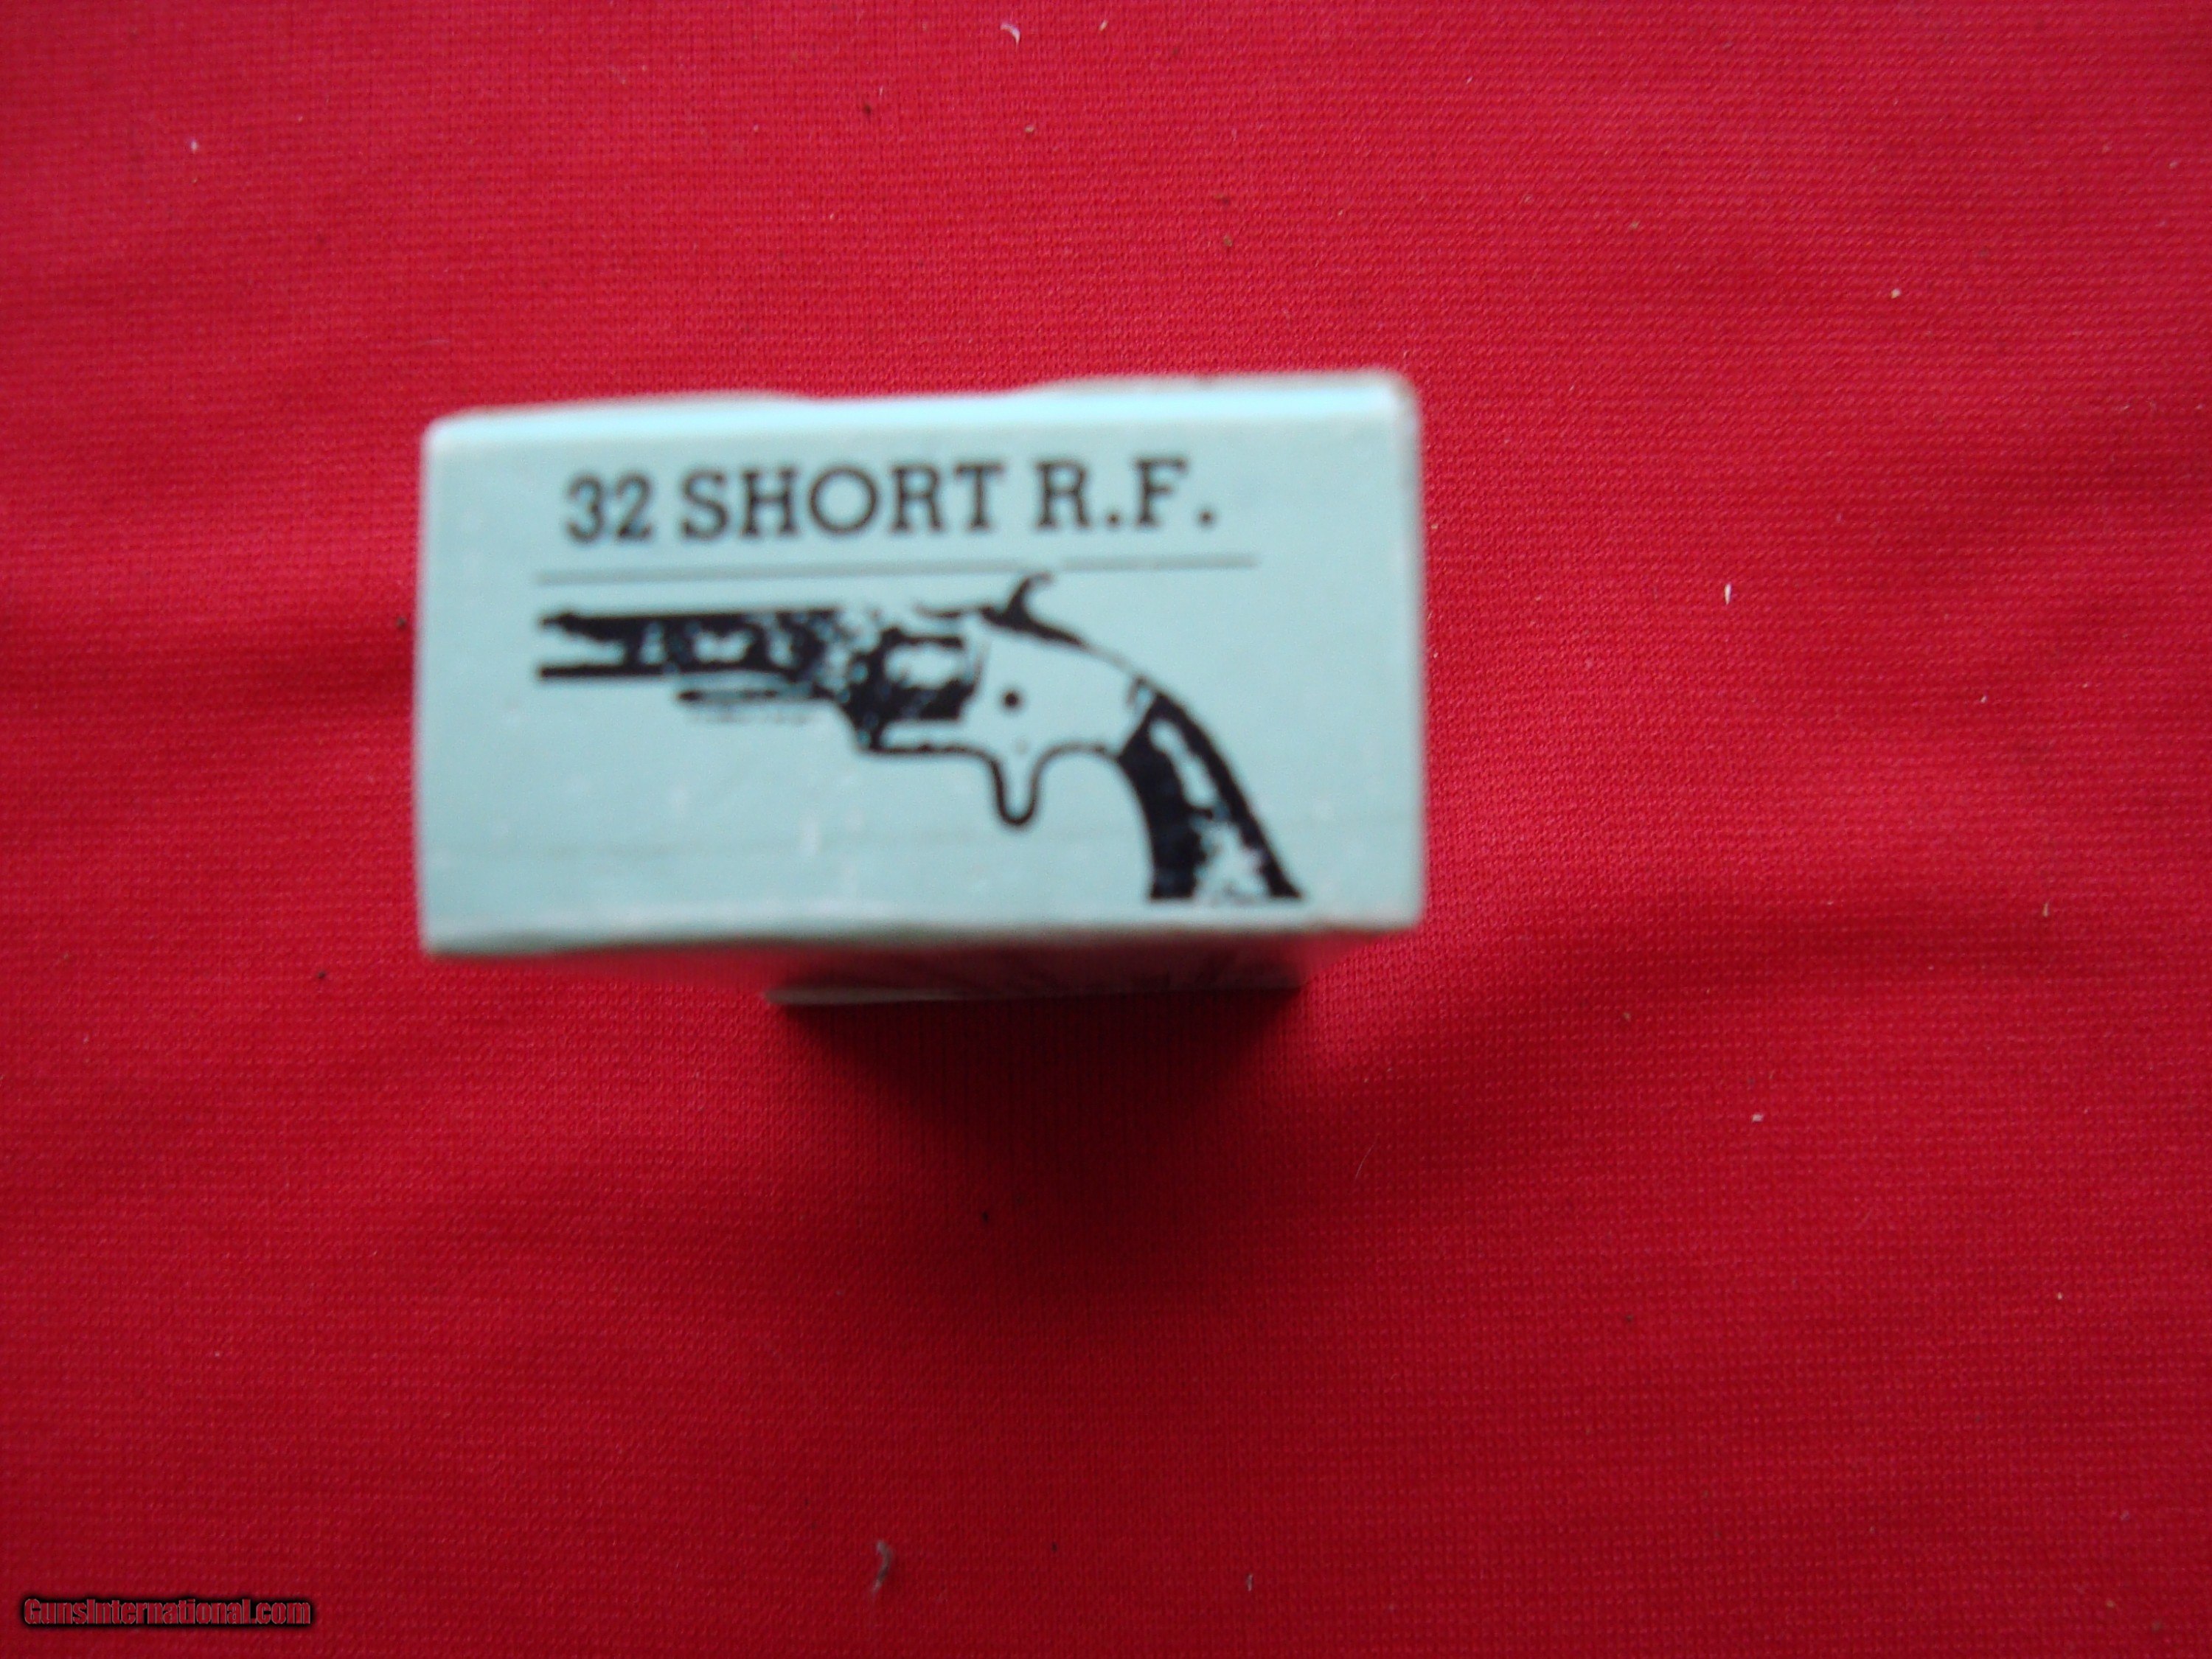 32 SHORT R.F.
GunsInternational.com